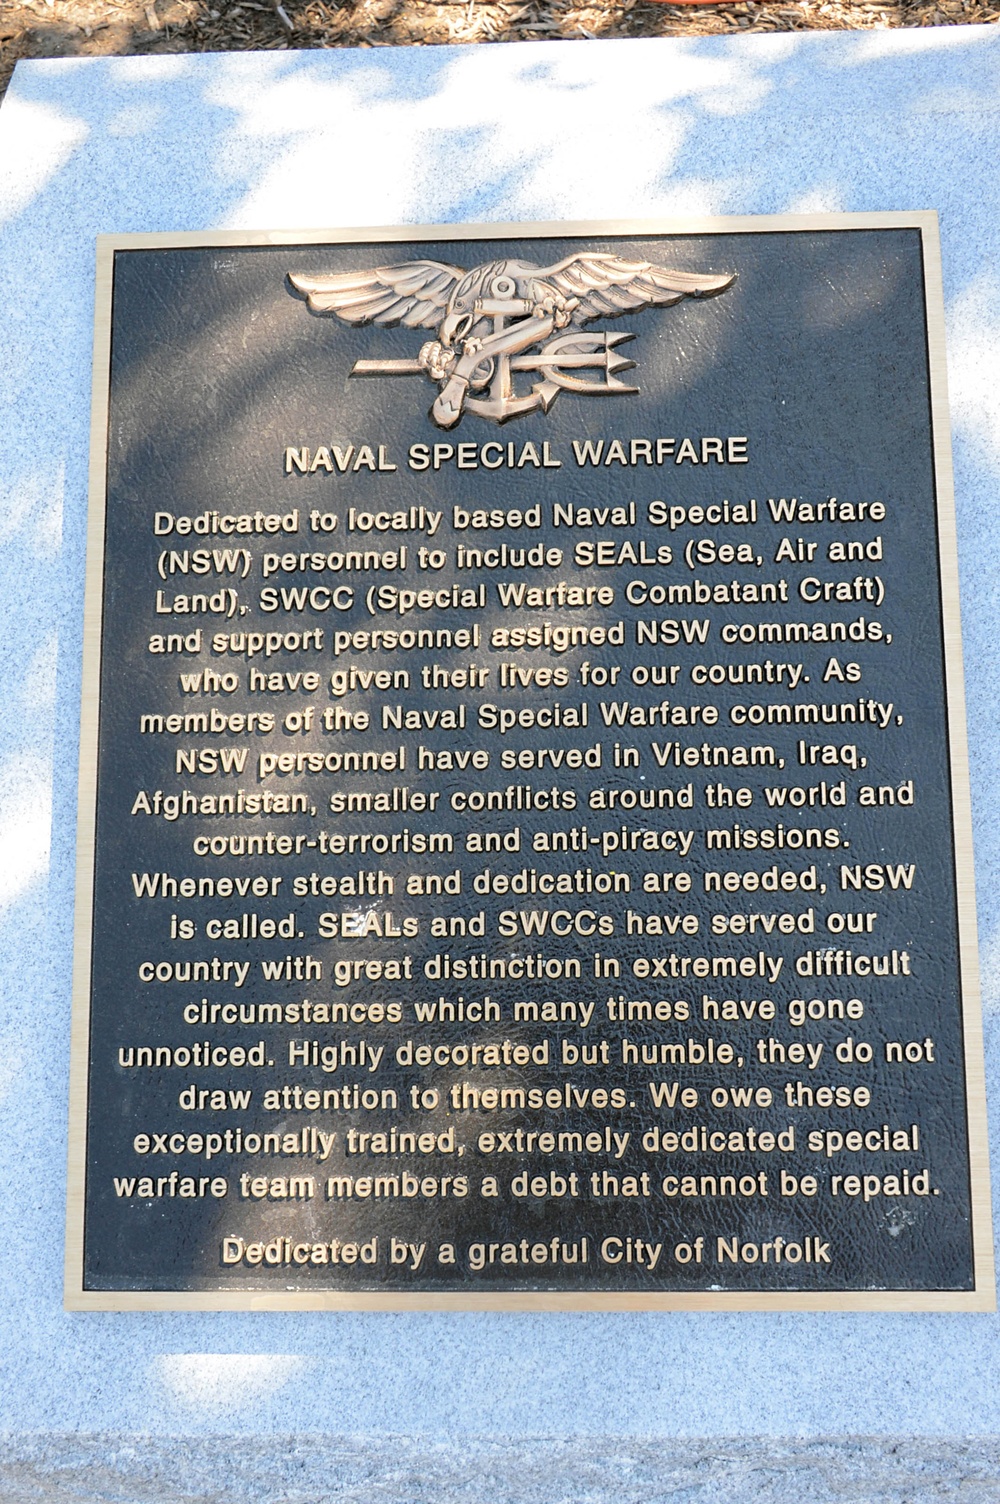 NAVAL SPECIAL WARFARE
Dedicated to locally based Naval Special Warfare
(NSW) personnel to include SEALs (Sea, Air and
Land), SWCC (Special Warfare Combatant Craft)
and support personnel assigned NSW commands,
who have given their lives for our country. As
members of the Naval Special Warfare community,
NSW personnel have served in Vietnam, Iraq,
Afghanistan, smaller conflicts around the world and
counter-terrorism and anti-piracy missions.
Whenever stealth and dedication are needed, NSW
is called. SEALs and SWCCs have served our
country with great distinction in extremely difficult
circumstances which many times have gone
unnoticed. Highly decorated but humble, they do not
draw attention to themselves. We owe these
exceptionally trained, extremely dedicated special
warfare team members a debt that cannot be repaid.
Dedicated by a grateful City of Norfolk